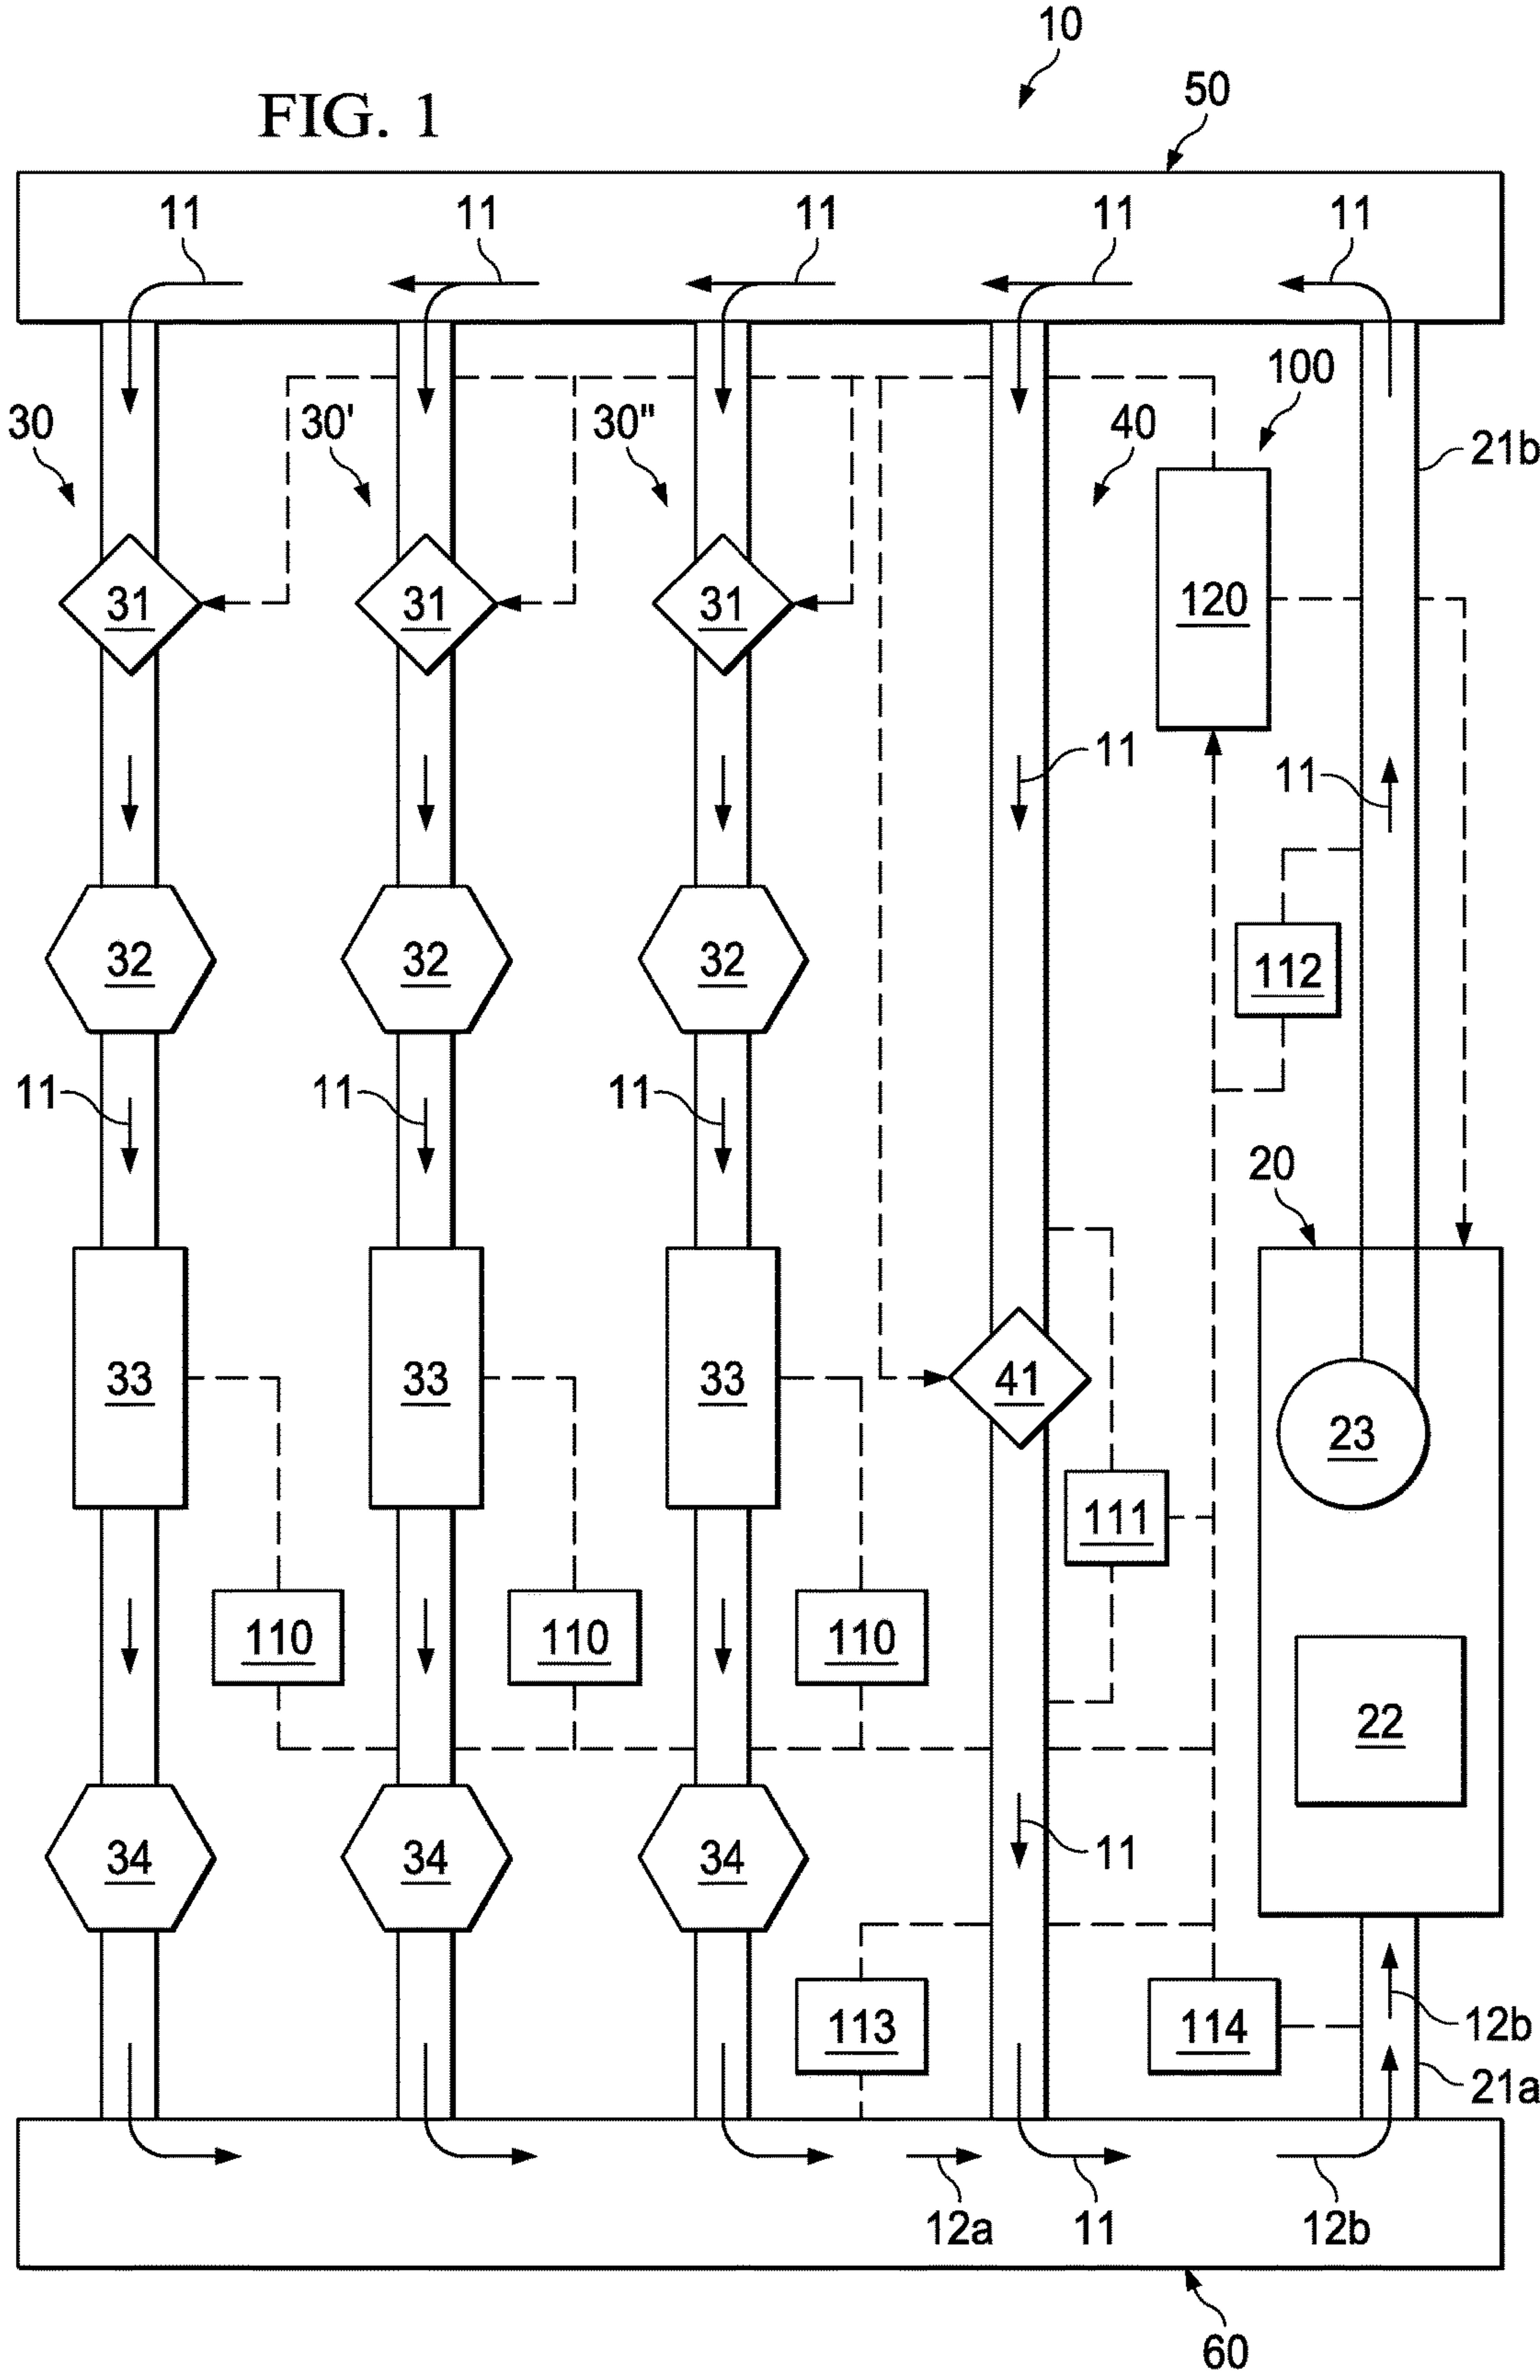 10
50
FIG. 1
11 11 11 11 11
30 30' 30" 40 100
21b
31 31 31 120
11 11
32 32 32 112
11 11 11
20
33 33 33 41
23
111
110 110 110
22
34 34 34 11
113 114 12b
21a
12a 11 12b
60